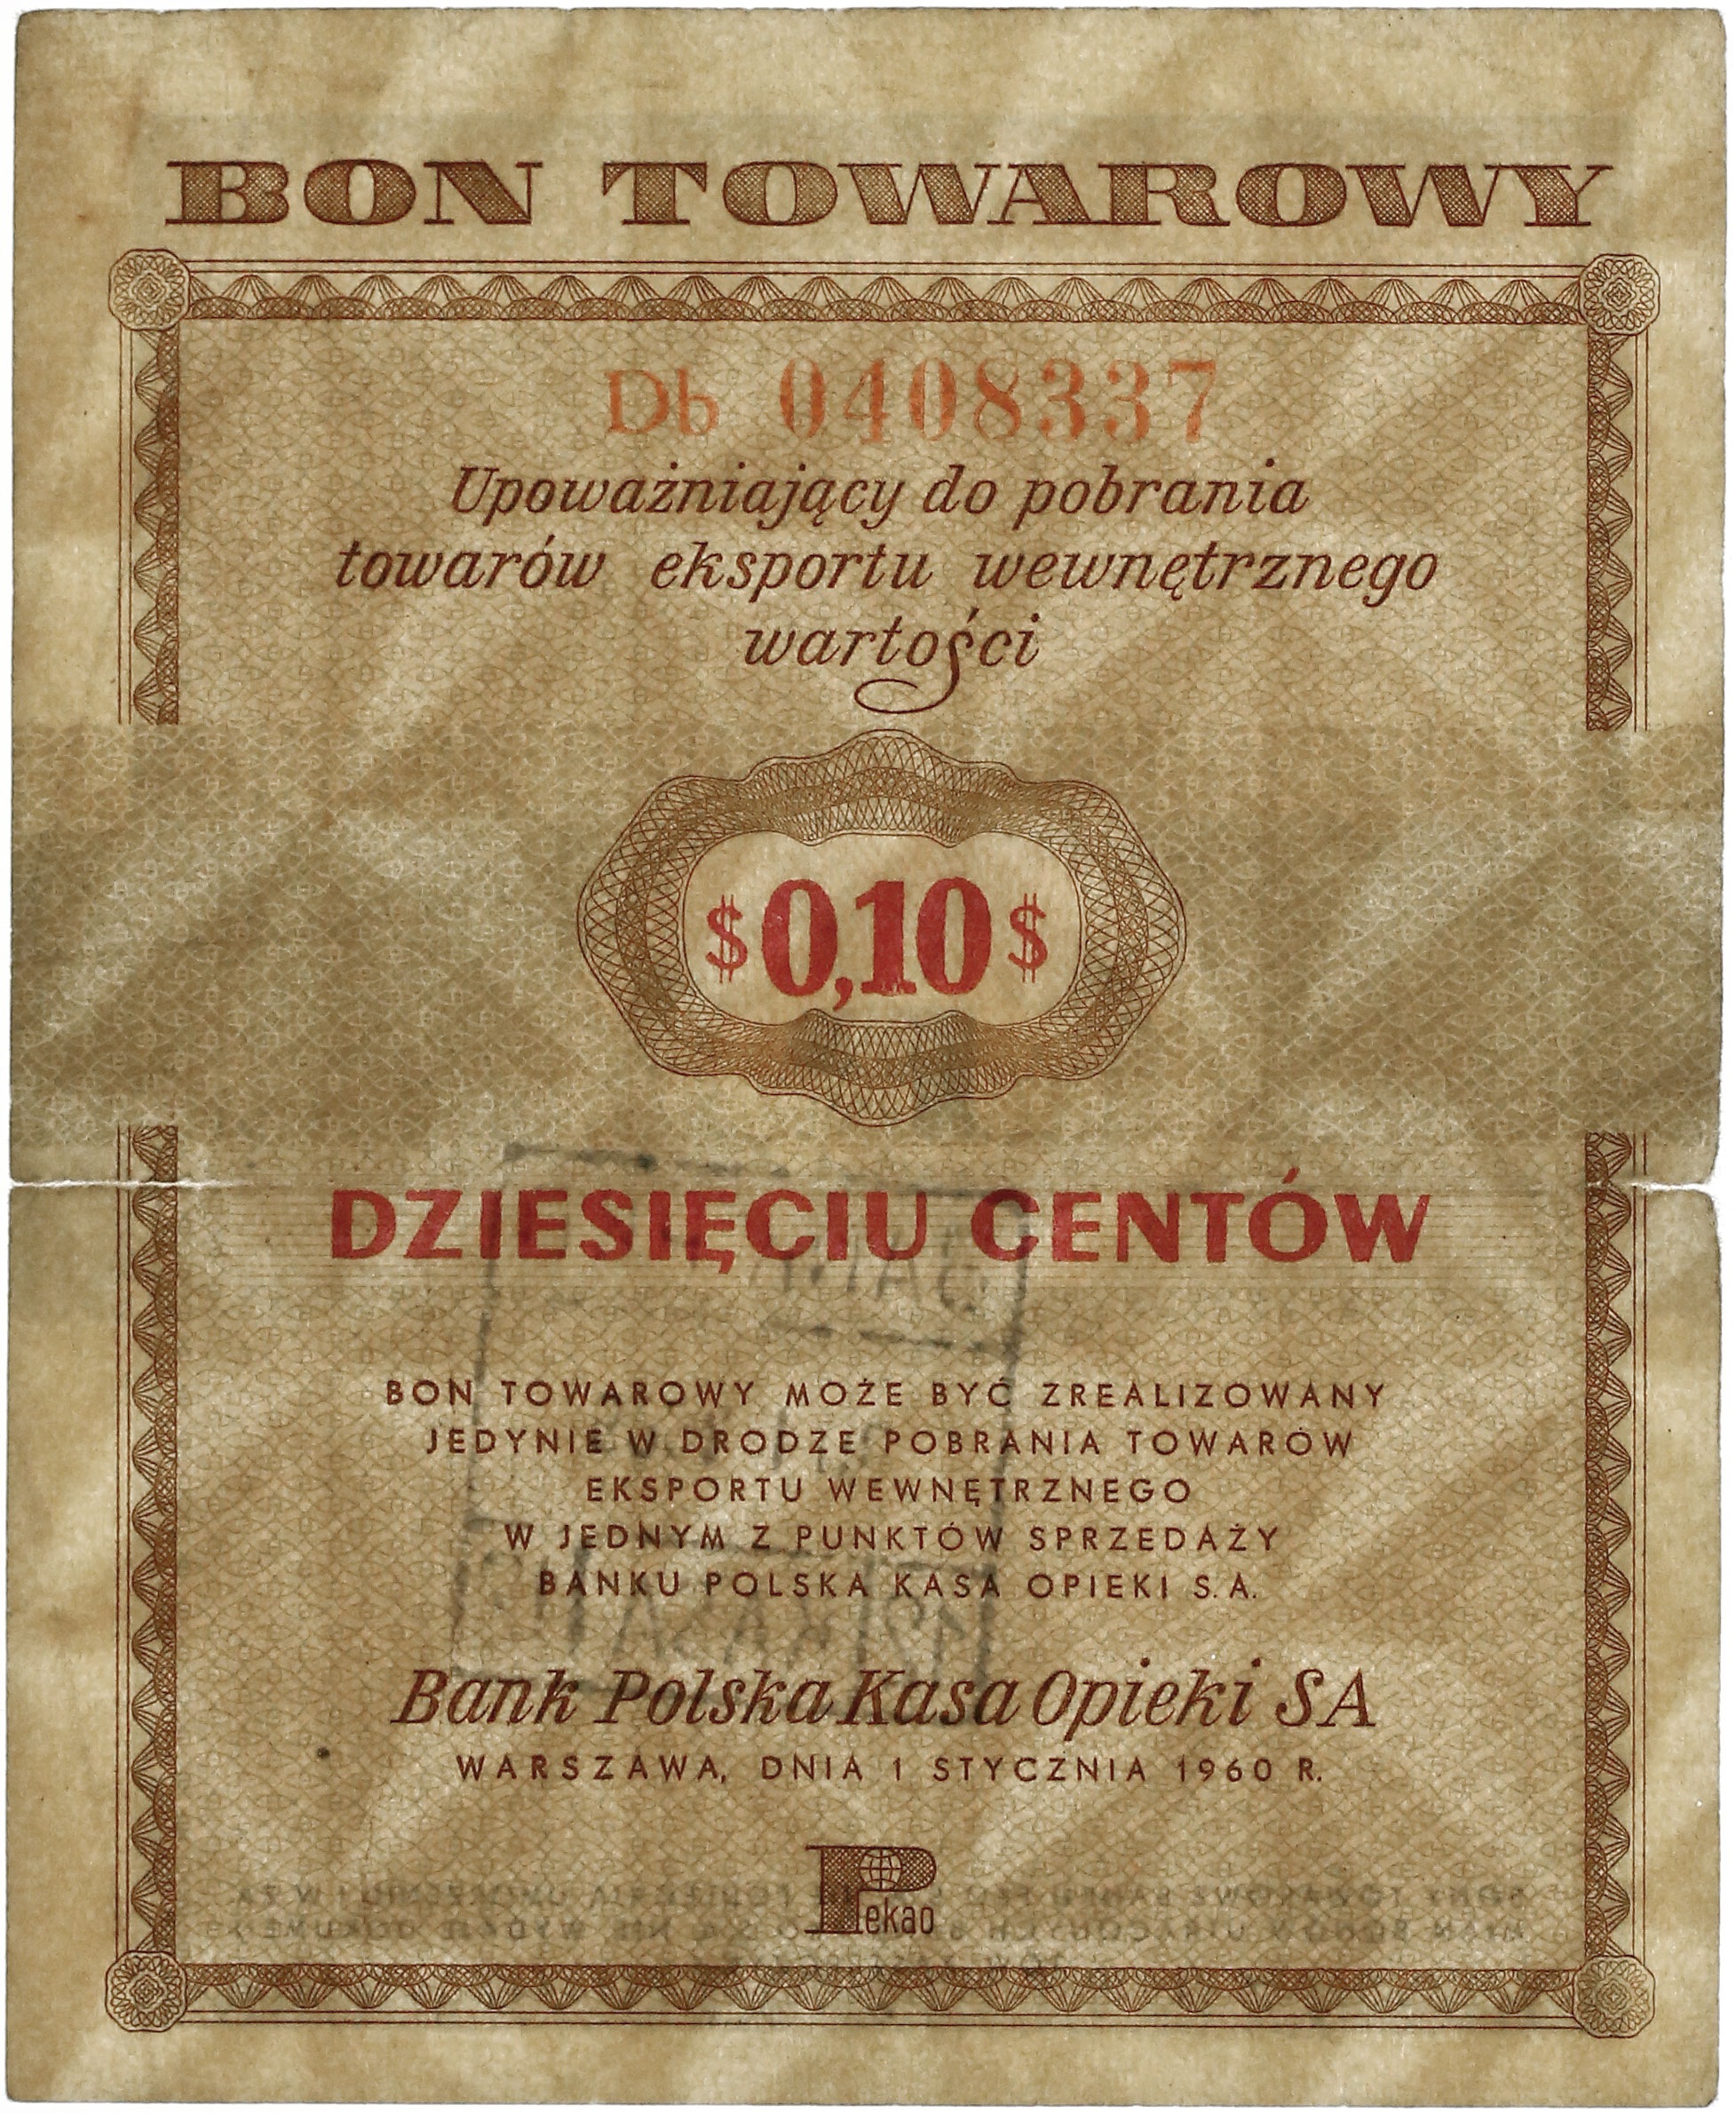 BON TOWAROWY
Db 0408337
Upoważniający do pobrania
towarów eksportu wewnętrznego
wartości
$0,10$
DZIESIĘCIU CENTÓW
BON TOWAROWY MOŻE BYĆ ZREALIZOWANY
JEDYNIE W DRODZE POBRANIA TOWARÓW
EKSPORTU WEWNĘTRZNEGO
W JEDNYM Z PUNKTÓW SPRZEDAŻY
BANKU POLSKA KASA OPIEKI S.A.
Bank Polska Kasa Opieki SA
WARSZAWA, DNIA 1 STYCZNIA 1960 R.
Pekao